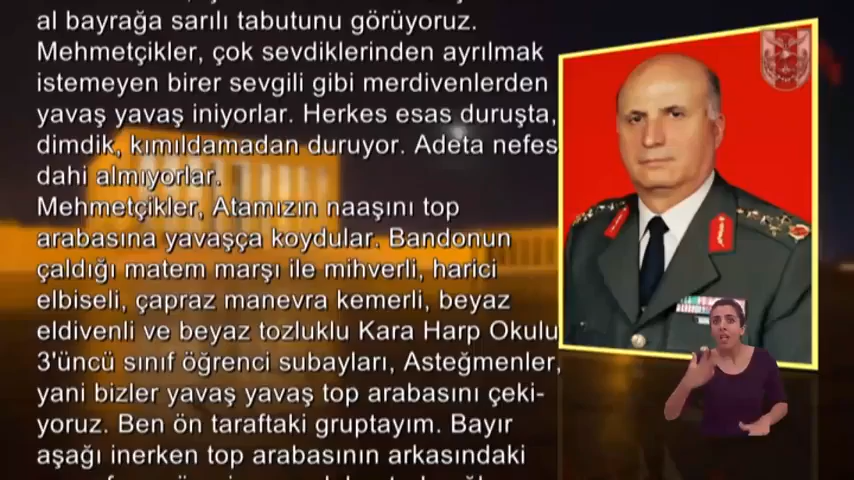 al bayrağa sarılı tabutunu görüyoruz.
Mehmetçikler, çok sevdiklerinden ayrılmak
istemeyen birer sevgili gibi merdivenlerden
yavaş yavaş iniyorlar. Herkes esas duruşta,
dimdik, kımıldamadan duruyor. Adeta nefes
dahi almıyorlar.
Mehmetçikler, Atamızın naaşını top
arabasına yavaşça koydular. Bandonun
çaldığı matem marşı ile mihverli, harici
elbiseli, çapraz manevra kemerli, beyaz
eldivenli ve beyaz tozluklu Kara Harp Okulu
3'üncü sınıf öğrenci subayları, Asteğmenler,
yani bizler yavaş yavaş top arabasını çeki-
yoruz. Ben ön taraftaki gruptayım. Bayır
aşağı inerken top arabasının arkasındaki